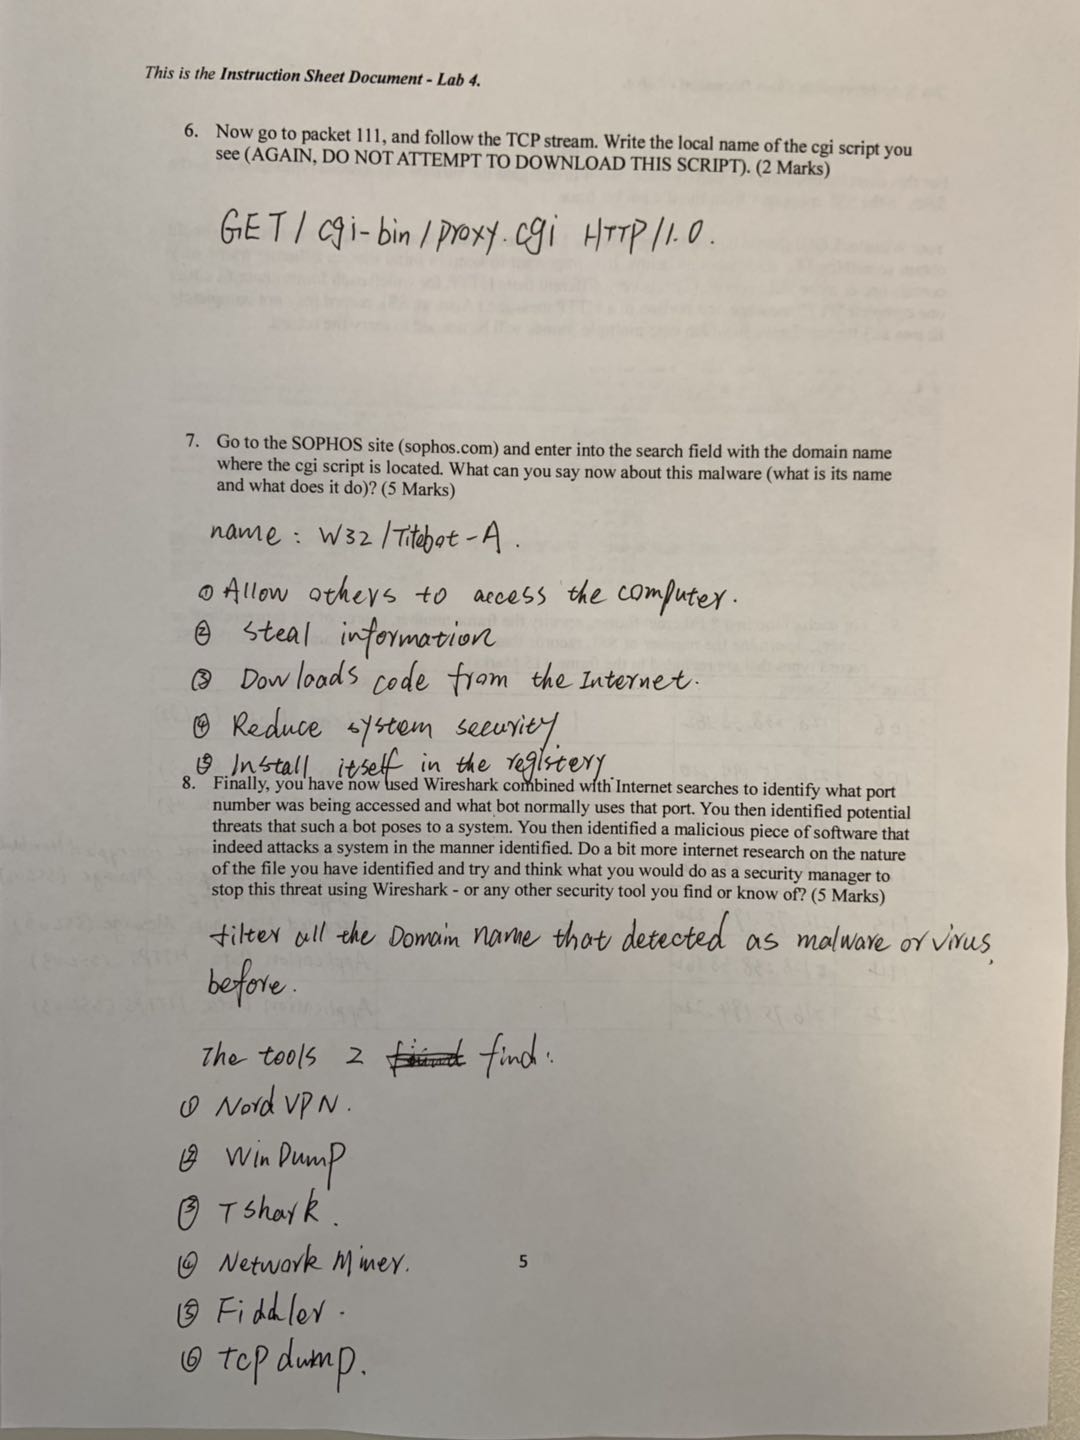 This is the Instruction Sheet Document - Lab 4.
6. Now go to packet 111, and follow the TCP stream. Write the local name of the cgi script you
see (AGAIN, DO NOT ATTEMPT TO DOWNLOAD THIS SCRIPT). (2 Marks)
GET / cgi-bin / proxy.cgi HTTP/1.0.
7. Go to the SOPHOS site (sophos.com) and enter into the search field with the domain name
where the cgi script is located. What can you say now about this malware (what is its name
and what does it do)? (5 Marks)
name : W32 / Titebot - A .
① Allow others to access the computer.
② Steal information
③ Dowloads code from the Internet.
④ Reduce system security
⑤ Install itself in the registery.
8. Finally, you have now used Wireshark combined with Internet searches to identify what port
number was being accessed and what bot normally uses that port. You then identified potential
threats that such a bot poses to a system. You then identified a malicious piece of software that
indeed attacks a system in the manner identified. Do a bit more internet research on the nature
of the file you have identified and try and think what you would do as a security manager to
stop this threat using Wireshark - or any other security tool you find or know of? (5 Marks)
filter all the Domain name that detected as malware or virus
before.
The tools I find :
① Nord VPN.
② Win Dump
③ T shark.
④ Network Miner.
5
⑤ Fiddler.
⑥ tcp dump.